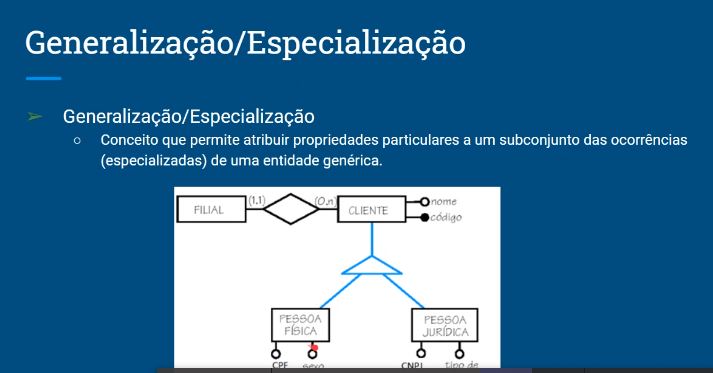 Generalização/Especialização
Generalização/Especialização
Conceito que permite atribuir propriedades particulares a um subconjunto das ocorrências
(especializadas) de uma entidade genérica.
FILIAL
(1.1)
(0.n)
CLIENTE
nome
código
PESSOA
FÍSICA
PESSOA
JURÍDICA
CPF
sexo
CNPJ
tipo de